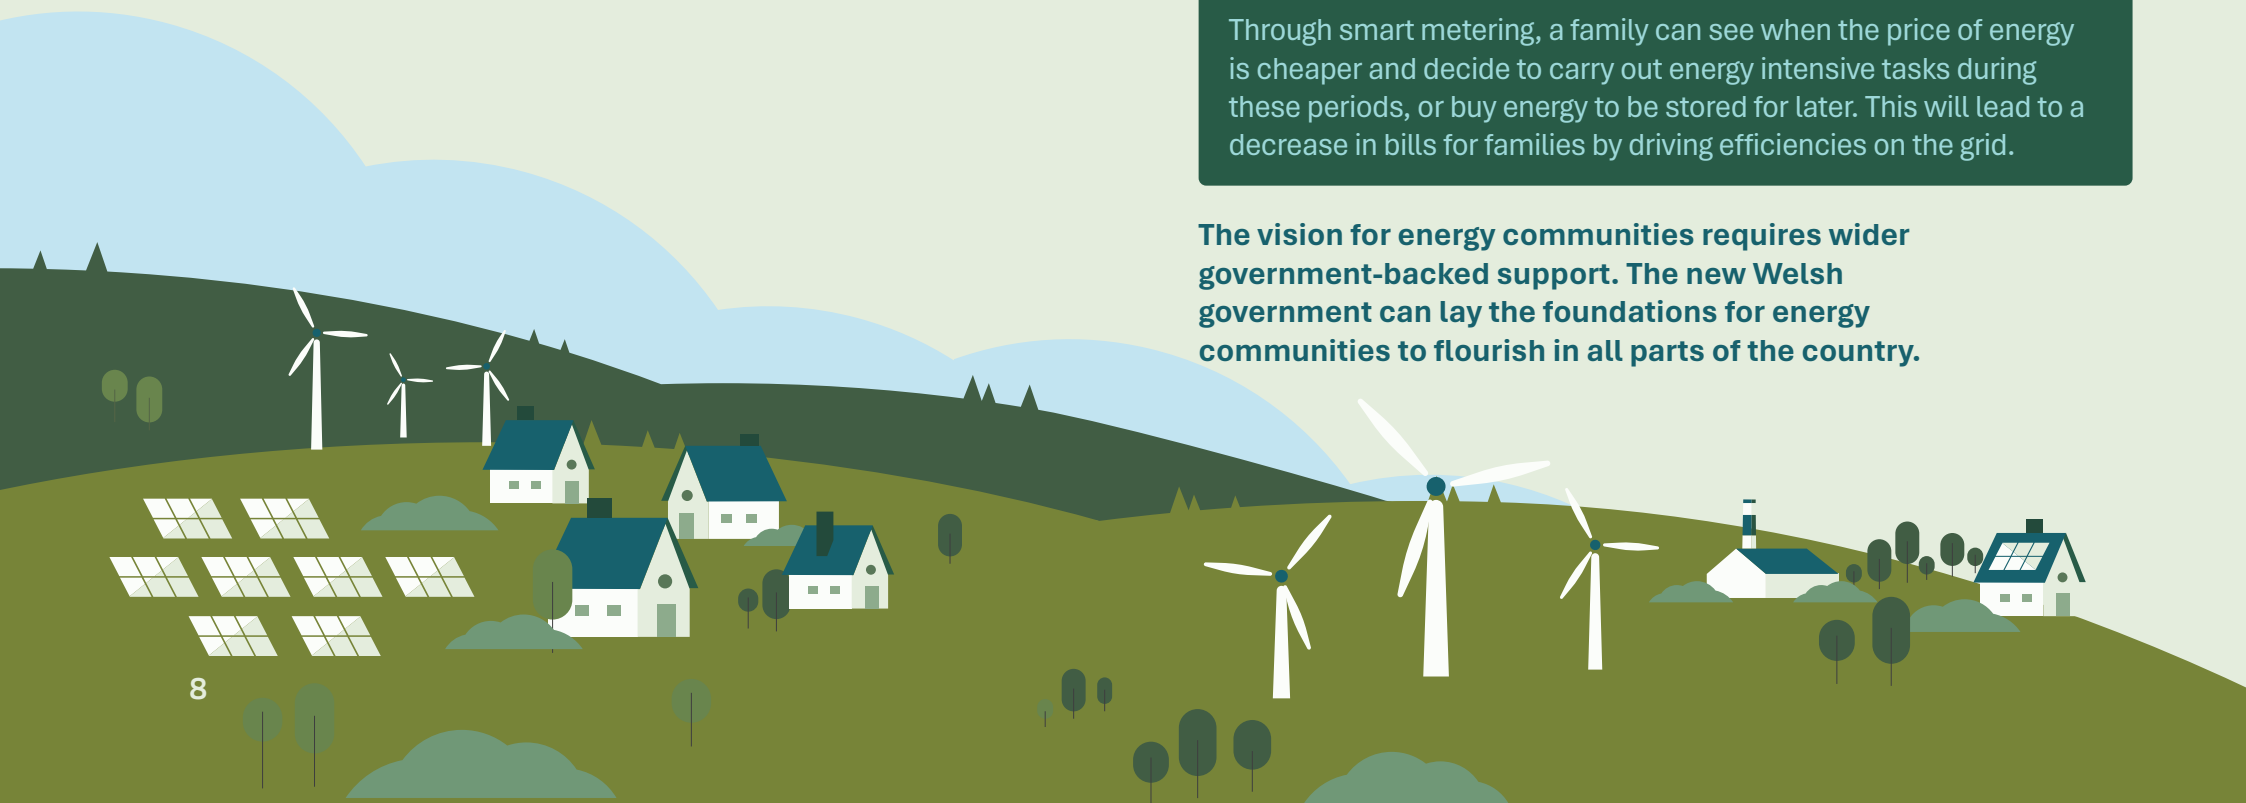 Through smart metering, a family can see when the price of energy
is cheaper and decide to carry out energy intensive tasks during
these periods, or buy energy to be stored for later. This will lead to a
decrease in bills for families by driving efficiencies on the grid.
The vision for energy communities requires wider
government-backed support. The new Welsh
government can lay the foundations for energy
communities to flourish in all parts of the country.
8